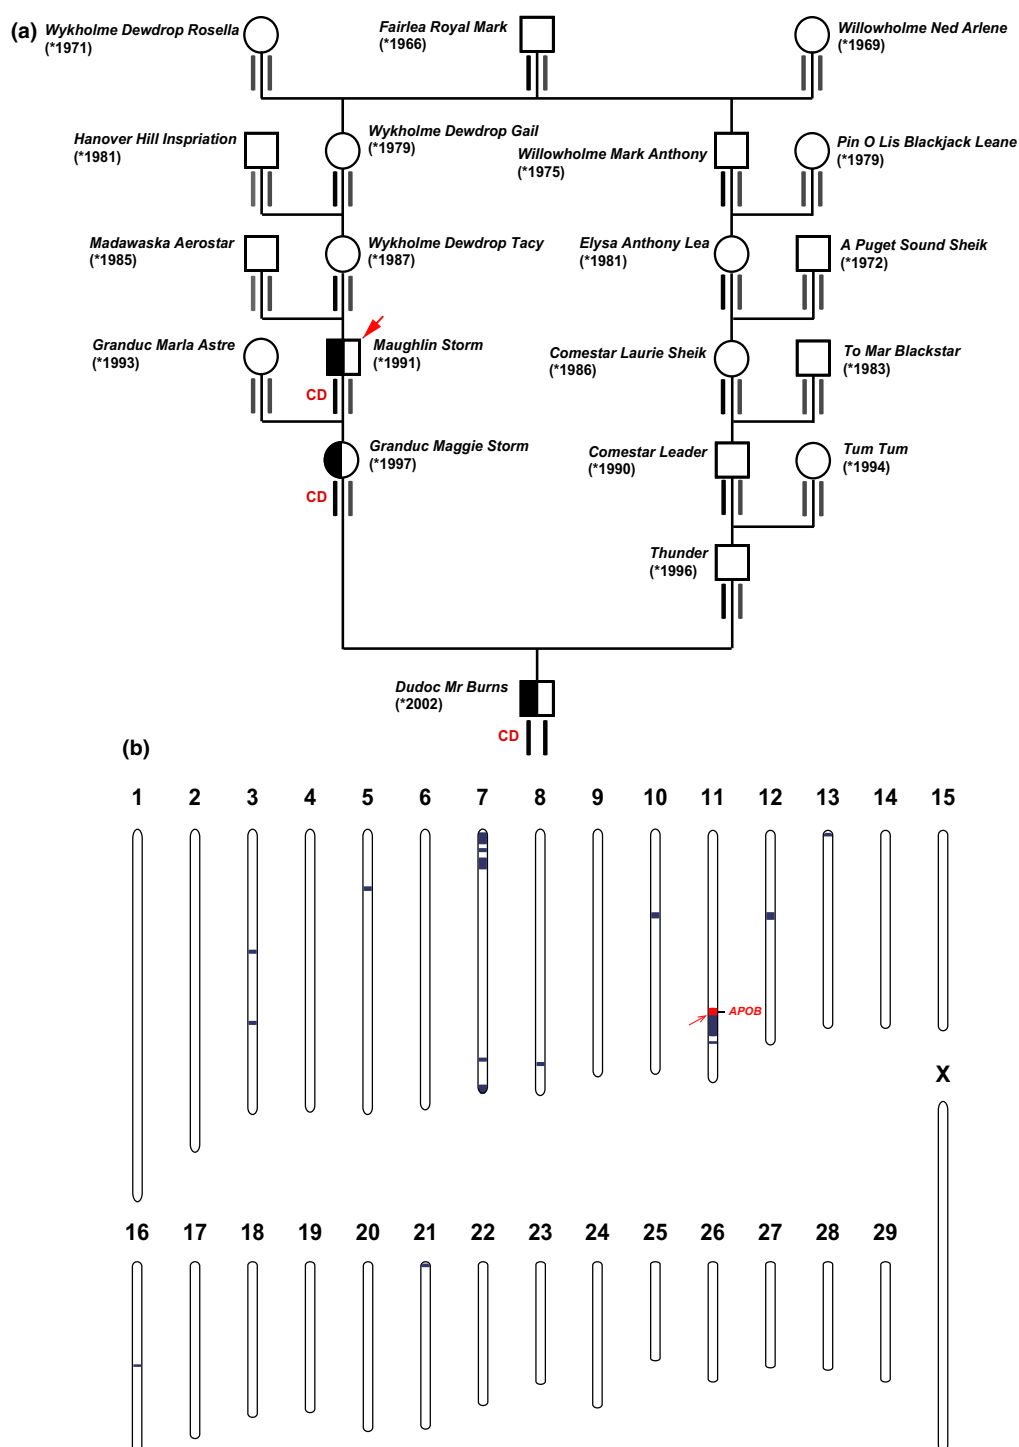 (a)
Wykholme Dewdrop Rosella
(*1971)
Fairlea Royal Mark
(*1966)
Willowholme Ned Arlene
(*1969)
Hanover Hill Inspriation
(*1981)
Wykholme Dewdrop Gail
(*1979)
Willowholme Mark Anthony
(*1975)
Pin O Lis Blackjack Leane
(*1979)
Madawaska Aerostar
(*1985)
Wykholme Dewdrop Tacy
(*1987)
Elysa Anthony Lea
(*1981)
A Puget Sound Sheik
(*1972)
Granduc Marla Astre
(*1993)
Maughlin Storm
(*1991)
CD
Comestar Laurie Sheik
(*1986)
To Mar Blackstar
(*1983)
Granduc Maggie Storm
(*1997)
CD
Comestar Leader
(*1990)
Tum Tum
(*1994)
Thunder
(*1996)
Dudoc Mr Burns
(*2002)
CD
(b)
1 2 3 4 5 6 7 8 9 10 11 12 13 14 15
APOB
X
16 17 18 19 20 21 22 23 24 25 26 27 28 29